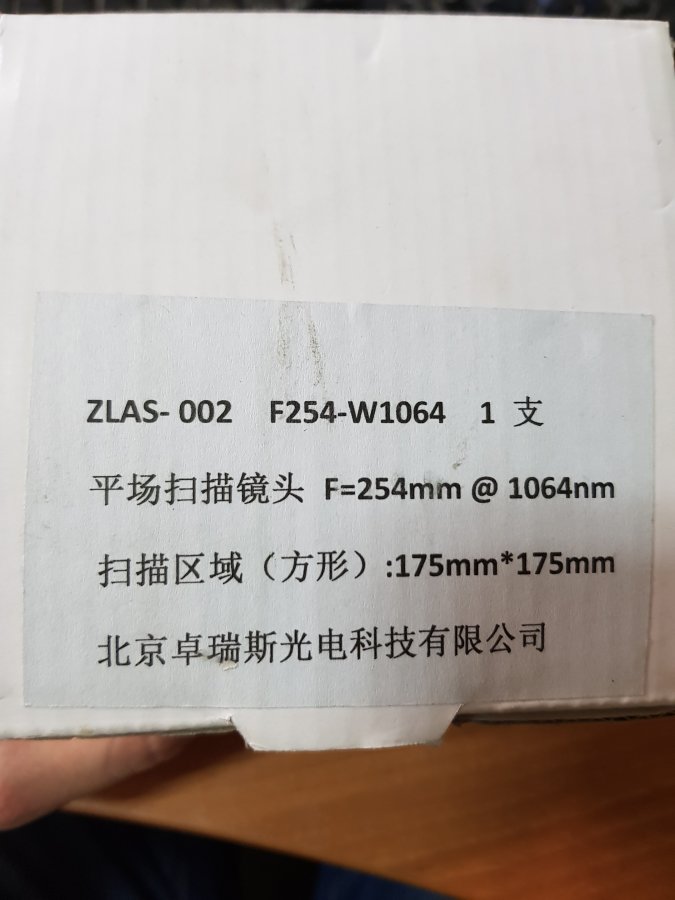 ZLAS- 002 F254-W1064 1 支
平场扫描镜头 F=254mm @ 1064nm
扫描区域（方形）:175mm*175mm
北京卓瑞斯光电科技有限公司